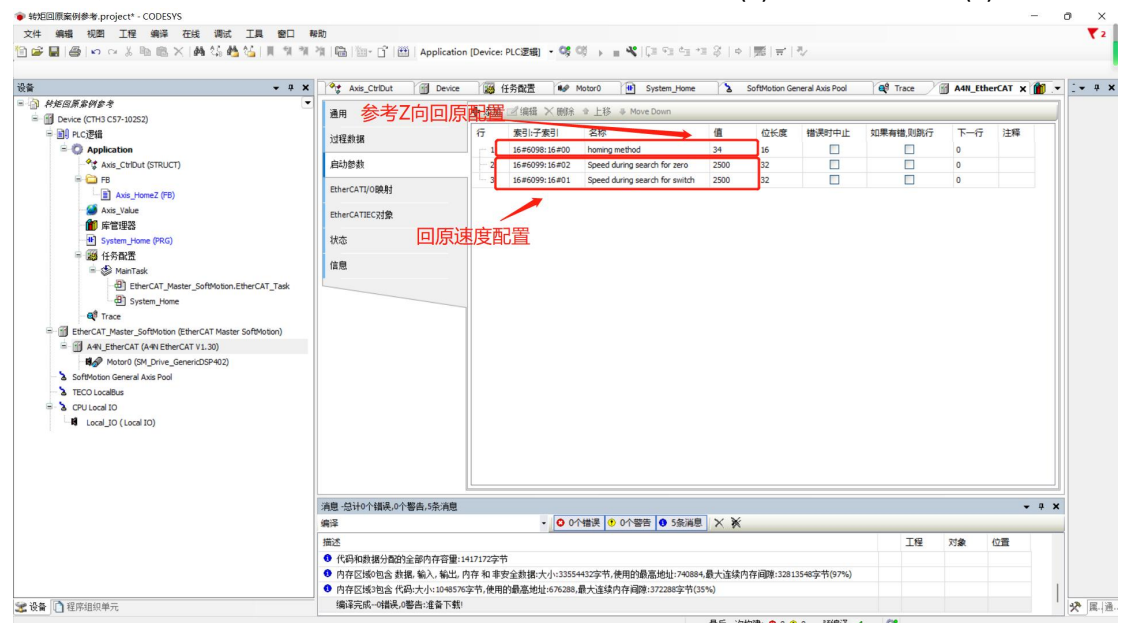 转矩回原案例参考.project* - CODESYS
文件 编辑 视图 工程 编译 在线 调试 工具 窗口 帮助
Application [Device: PLC逻辑]
2
设备
Axis_CtrlDut Device 任务配置 Motor0 System_Home SoftMotion General Axis Pool Trace A4N_EtherCAT
转矩回原案例参考
Device (CTH3 C57-102S2)
PLC逻辑
Application
Axis_CtrlDut (STRUCT)
FB
Axis_HomeZ (FB)
Axis_Value
库管理器
System_Home (PRG)
任务配置
MainTask
EtherCAT_Master_SoftMotion.EtherCAT_Task
System_Home
Trace
EtherCAT_Master_SoftMotion (EtherCAT Master SoftMotion)
A4N_EtherCAT (A4N EtherCAT V1.30)
Motor0 (SM_Drive_GenericDSP402)
SoftMotion General Axis Pool
TECO LocalBus
CPU Local IO
Local_IO (Local IO)
通用
过程数据
启动参数
EtherCATI/O映射
EtherCATIEC对象
状态
信息
参考Z向回原配置
编辑 删除 上移 Move Down
行 索引:子索引 名称 值 位长度 错误时中止 如果有错,则跳行 下一行 注释
1 16#6098:16#00 homing method 34 16 0
2 16#6099:16#02 Speed during search for zero 2500 32 0
3 16#6099:16#01 Speed during search for switch 2500 32 0
回原速度配置
消息 -总计0个错误,0个警告,5条消息
编译 0个错误 0个警告 5条消息
描述 工程 对象 位置
代码和数据分配的全部内存容量:1417172字节
内存区域0包含 数据, 输入, 输出, 内存 和 非安全数据:大小:33554432字节,使用的最高地址:740884,最大连续内存间隙:32813548字节(97%)
内存区域3包含 代码:大小:1048576字节,使用的最高地址:676288,最大连续内存间隙:372288字节(35%)
编译完成--0错误,0警告:准备下载!
设备 程序组织单元